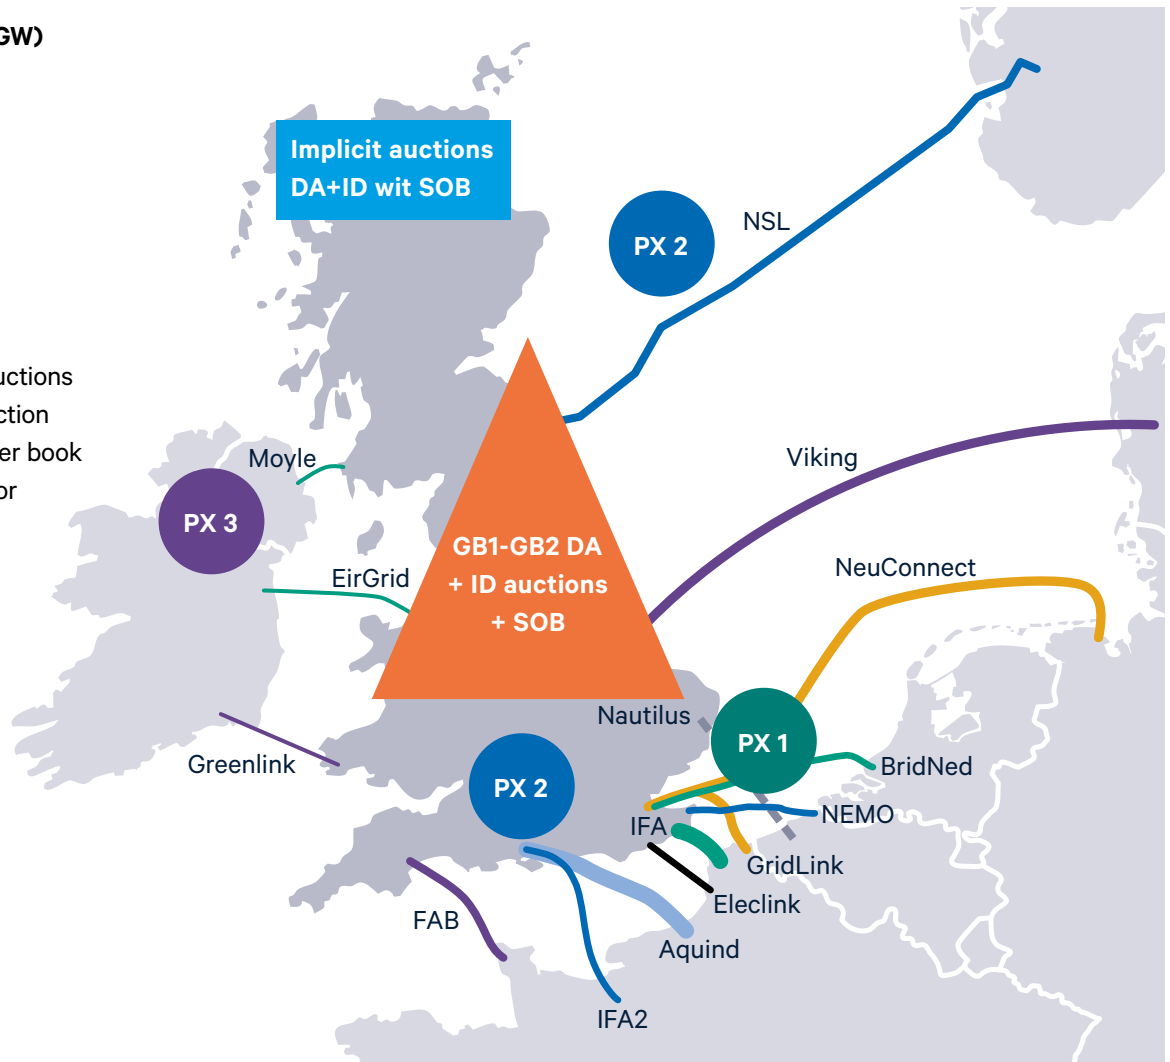 GW)
Implicit auctions
DA+ID wit SOB
NSL
PX 2
uctions
ction
er book
or
Moyle
Viking
PX 3
GB1-GB2 DA
+ ID auctions
+ SOB
EirGrid
NeuConnect
Nautilus
PX 1
Greenlink
BridNed
PX 2
NEMO
IFA
GridLink
Eleclink
FAB
Aquind
IFA2